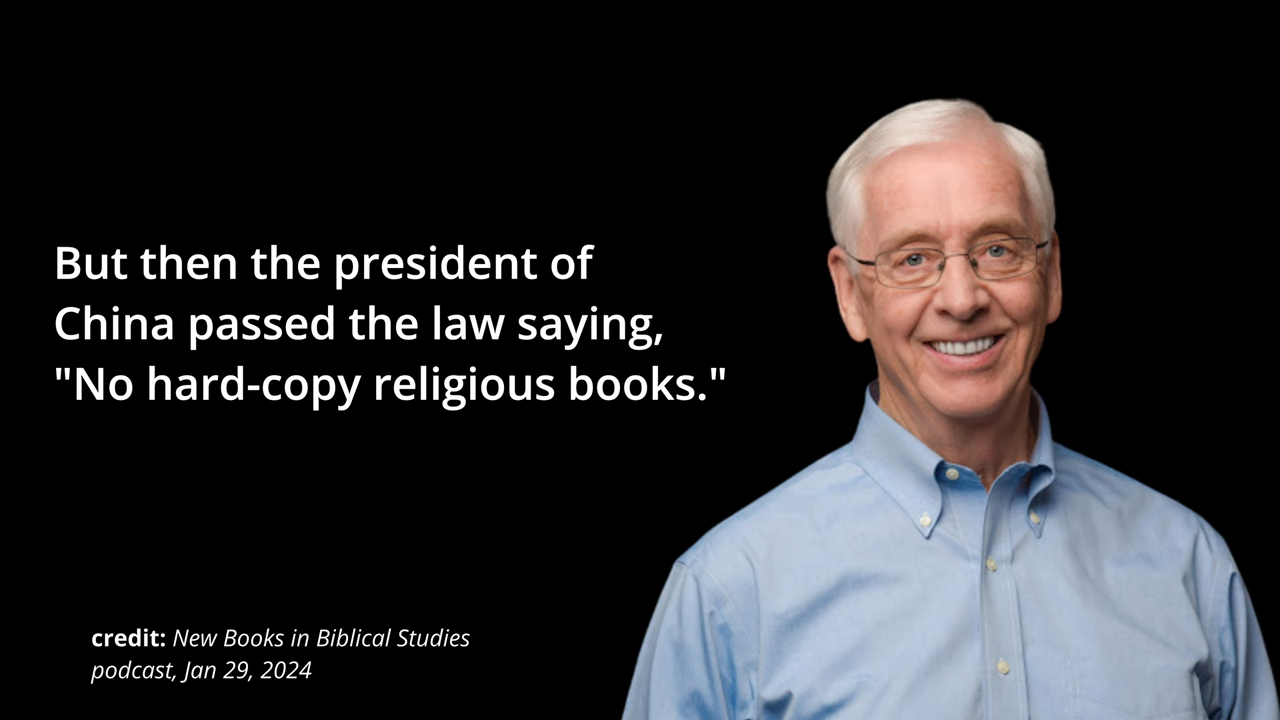 But then the president of
China passed the law saying,
"No hard-copy religious books."
credit: New Books in Biblical Studies
podcast, Jan 29, 2024